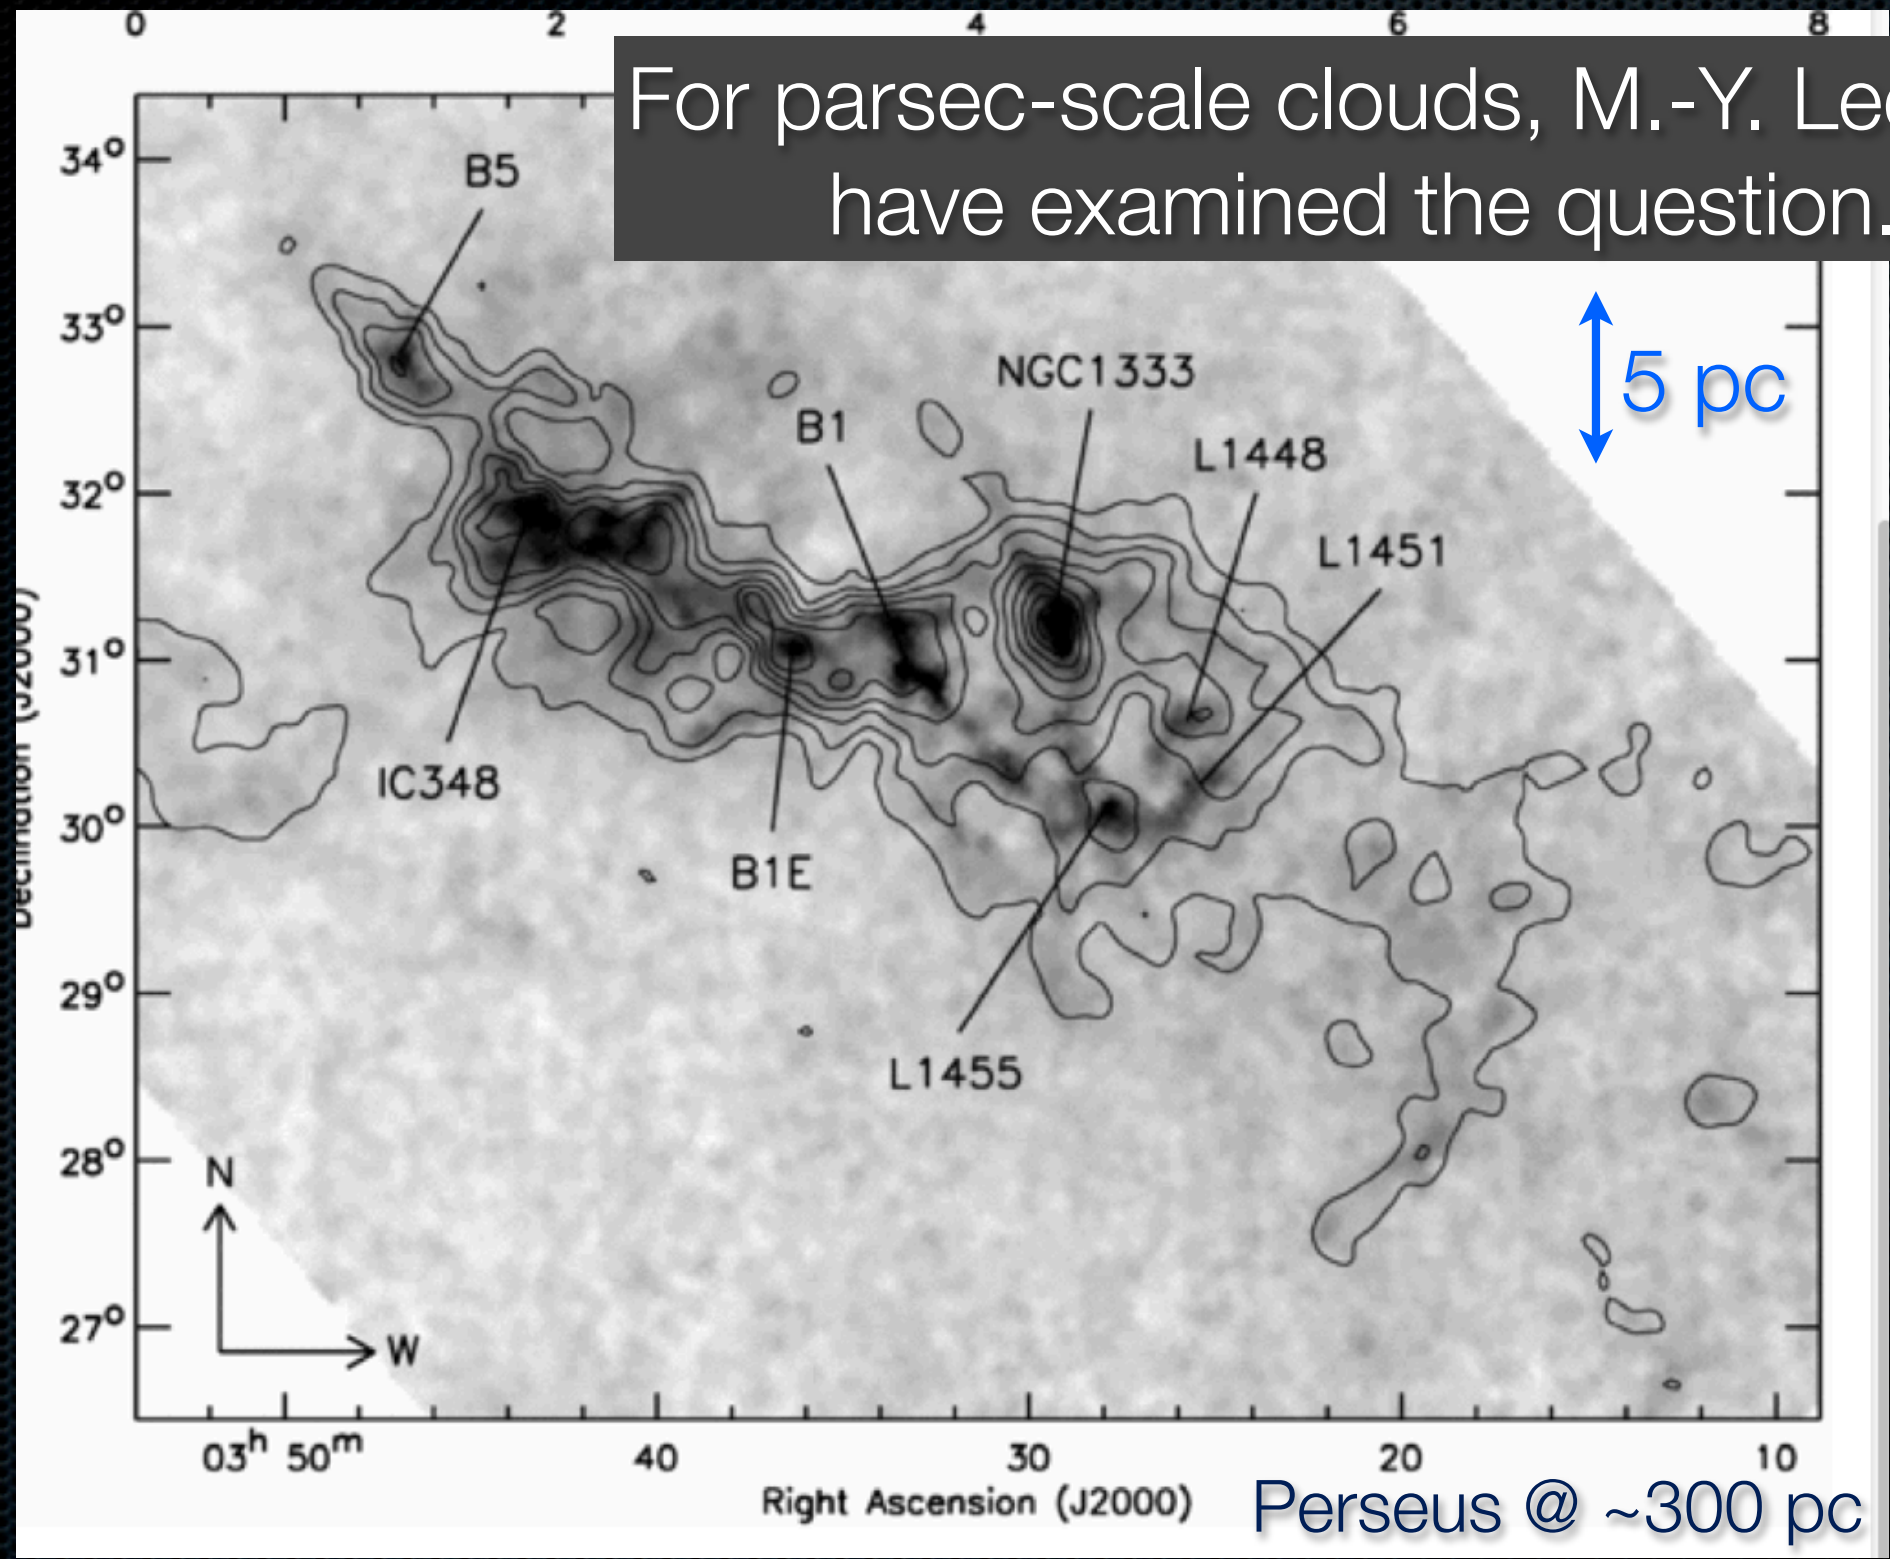 0 2 4 6 8
For parsec-scale clouds, M.-Y.
have examined the question.
34°
B5
33°
5 pc
NGC1333
B1
L1448
32°
L1451
31°
IC348
30°
B1E
29°
L1455
28°
N
27°
W
03h 50m 40 30 20 10
Right Ascension (J2000)
Perseus @ ~300 pc